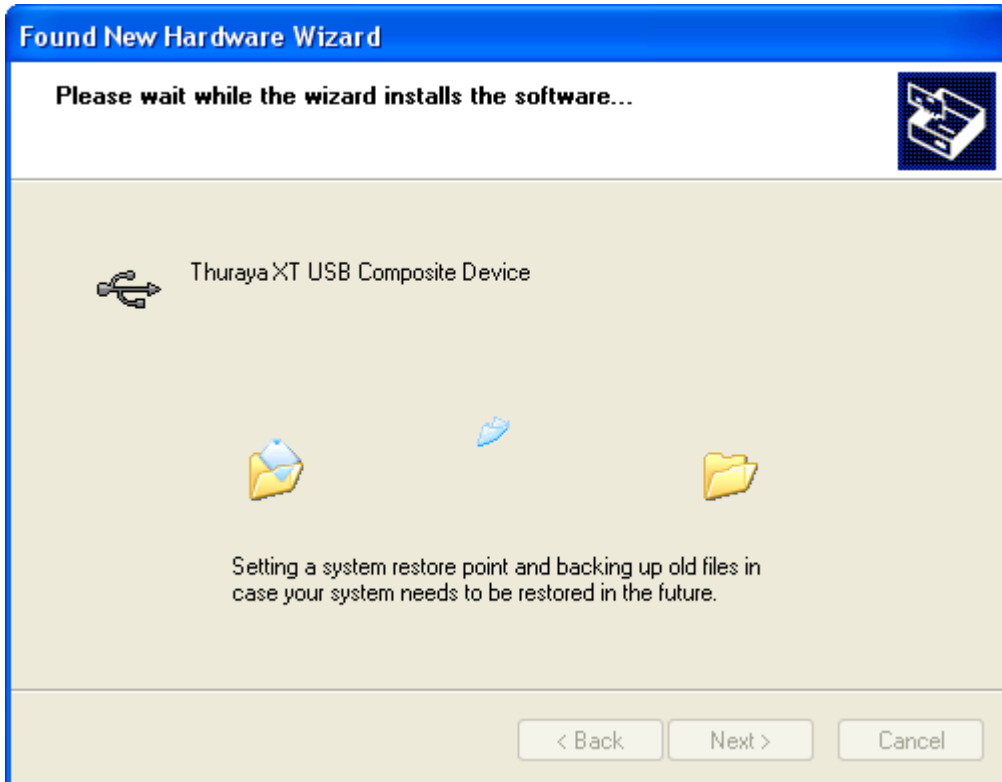 Found New Hardware Wizard
Please wait while the wizard installs the software...
Thuraya XT USB Composite Device
Setting a system restore point and backing up old files in
case your system needs to be restored in the future.
< Back Next > Cancel